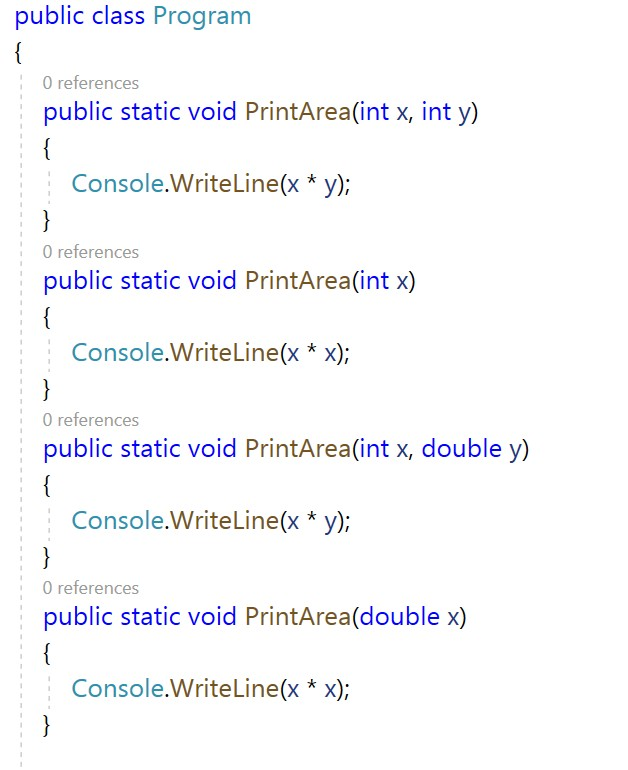 public class Program
{
0 references
public static void PrintArea(int x, int y)
{
Console.WriteLine(x * y);
}
0 references
public static void PrintArea(int x)
{
Console.WriteLine(x * x);
}
0 references
public static void PrintArea(int x, double y)
{
Console.WriteLine(x * y);
}
0 references
public static void PrintArea(double x)
{
Console.WriteLine(x * x);
}